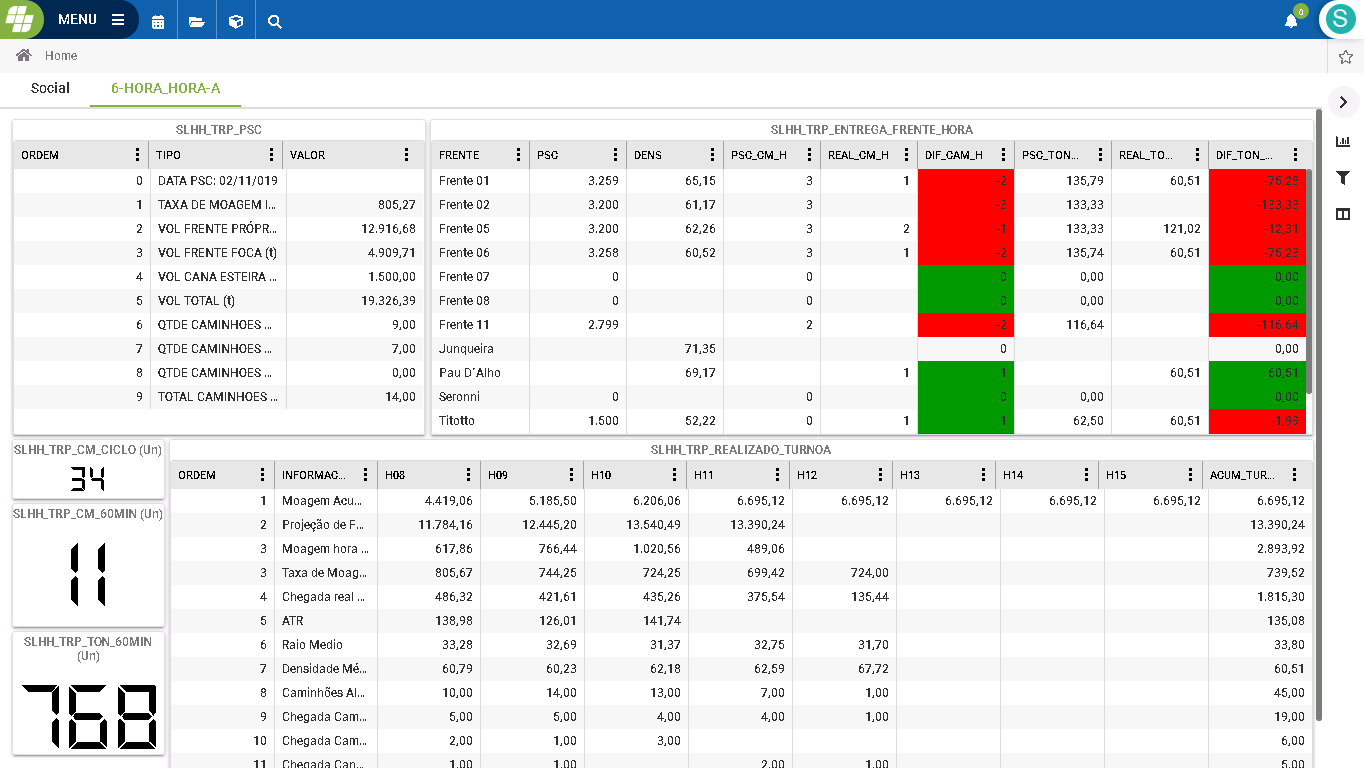 MENU
0
S
Home
Social 6-HORA_HORA-A
SLHH_TRP_PSC
ORDEM TIPO VALOR
0 DATA PSC: 02/11/019
1 TAXA DE MOAGEM I... 805,27
2 VOL FRENTE PRÓPR... 12.916,68
3 VOL FRENTE FOCA (t) 4.909,71
4 VOL CANA ESTEIRA ... 1.500,00
5 VOL TOTAL (t) 19.326,39
6 QTDE CAMINHOES ... 9,00
7 QTDE CAMINHOES ... 7,00
8 QTDE CAMINHOES ... 0,00
9 TOTAL CAMINHOES ... 14,00
SLHH_TRP_ENTREGA_FRENTE_HORA
FRENTE PSC DENS PSC_CM_H REAL_CM_H DIF_CAM_H PSC_TON... REAL_TO... DIF_TON_...
Frente 01 3.259 65,15 3 1 -2 135,79 60,51 -76,28
Frente 02 3.200 61,17 3 -3 133,33 -133,33
Frente 05 3.200 62,26 3 2 -1 133,33 121,02 -12,31
Frente 06 3.258 60,52 3 1 -2 135,74 60,51 -76,23
Frente 07 0 0 0 0,00 0,00
Frente 08 0 0 0 0,00 0,00
Frente 11 2.799 2 -2 116,64 -116,64
Junqueira 71,35 0 0,00
Pau D´Alho 69,17 1 1 60,51 60,51
Seronni 0 0 0 0,00 0,00
Titotto 1.500 52,22 0 1 1 62,50 60,51 -1,99
SLHH_TRP_CM_CICLO (Un)
34
SLHH_TRP_CM_60MIN (Un)
11
SLHH_TRP_TON_60MIN
(Un)
768
SLHH_TRP_REALIZADO_TURNOA
ORDEM INFORMAC... H08 H09 H10 H11 H12 H13 H14 H15 ACUM_TUR...
1 Moagem Acu... 4.419,06 5.185,50 6.206,06 6.695,12 6.695,12 6.695,12 6.695,12 6.695,12 6.695,12
2 Projeção de F... 11.784,16 12.445,20 13.540,49 13.390,24 13.390,24
3 Moagem hora ... 617,86 766,44 1.020,56 489,06 2.893,92
3 Taxa de Moag... 805,67 744,25 724,25 699,42 724,00 739,52
4 Chegada real ... 486,32 421,61 435,26 375,54 135,44 1.815,30
5 ATR 138,98 126,01 141,74 135,08
6 Raio Medio 33,28 32,69 31,37 32,75 31,70 33,80
7 Densidade Mé... 60,79 60,23 62,18 62,59 67,72 60,51
8 Caminhões Al... 10,00 14,00 13,00 7,00 1,00 45,00
9 Chegada Cam... 5,00 5,00 4,00 4,00 1,00 19,00
10 Chegada Cam... 2,00 1,00 3,00 6,00
11 Chegada Can... 1,00 1,00 2,00 1,00 5,00